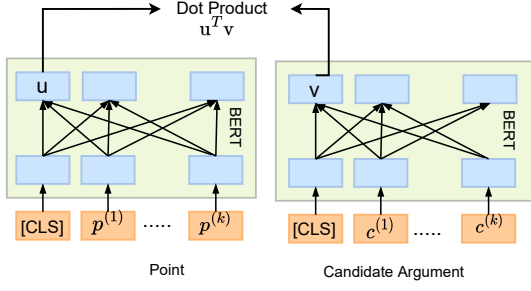 Dot Product
u^T v
u
v
BERT
BERT
[CLS] p^(1) ..... p^(k)
[CLS] c^(1) ..... c^(k)
Point
Candidate Argument